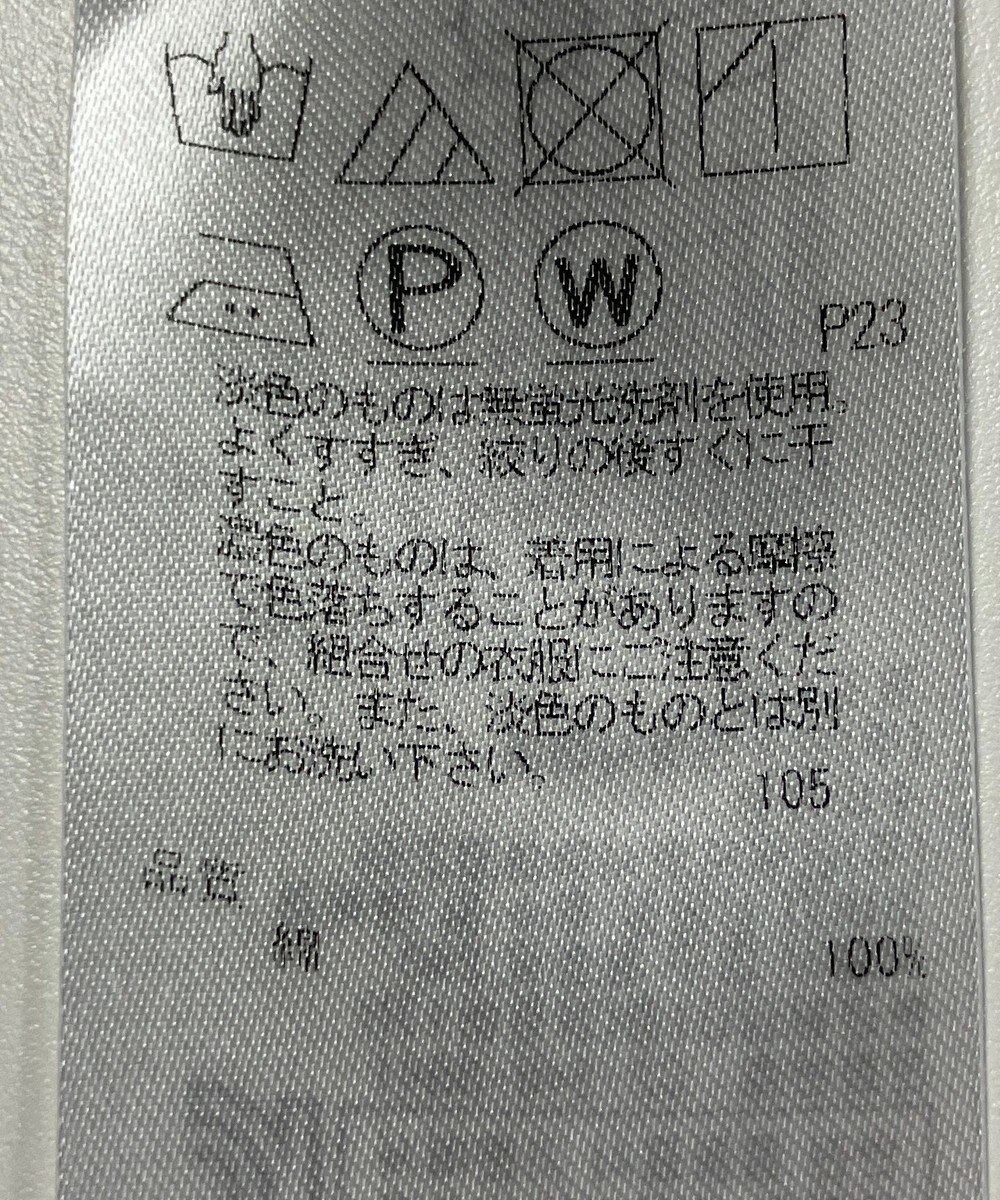 P W
P23
淡色のものは無蛍光洗剤を使用。
よくすすぎ、絞りの後すぐに干
すこと。
濃色のものは、着用による摩擦
で色落ちすることがありますの
で、組合せの衣服にご注意くだ
さい。また、淡色のものとは別
にお洗い下さい。
105
品質
綿 100%